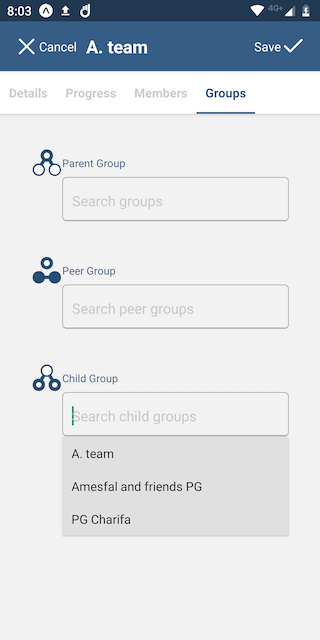 8:03
4G+
Cancel
A. team
Save
Details
Progress
Members
Groups
Parent Group
Search groups
Peer Group
Search peer groups
Child Group
Search child groups
A. team
Amesfal and friends PG
PG Charifa